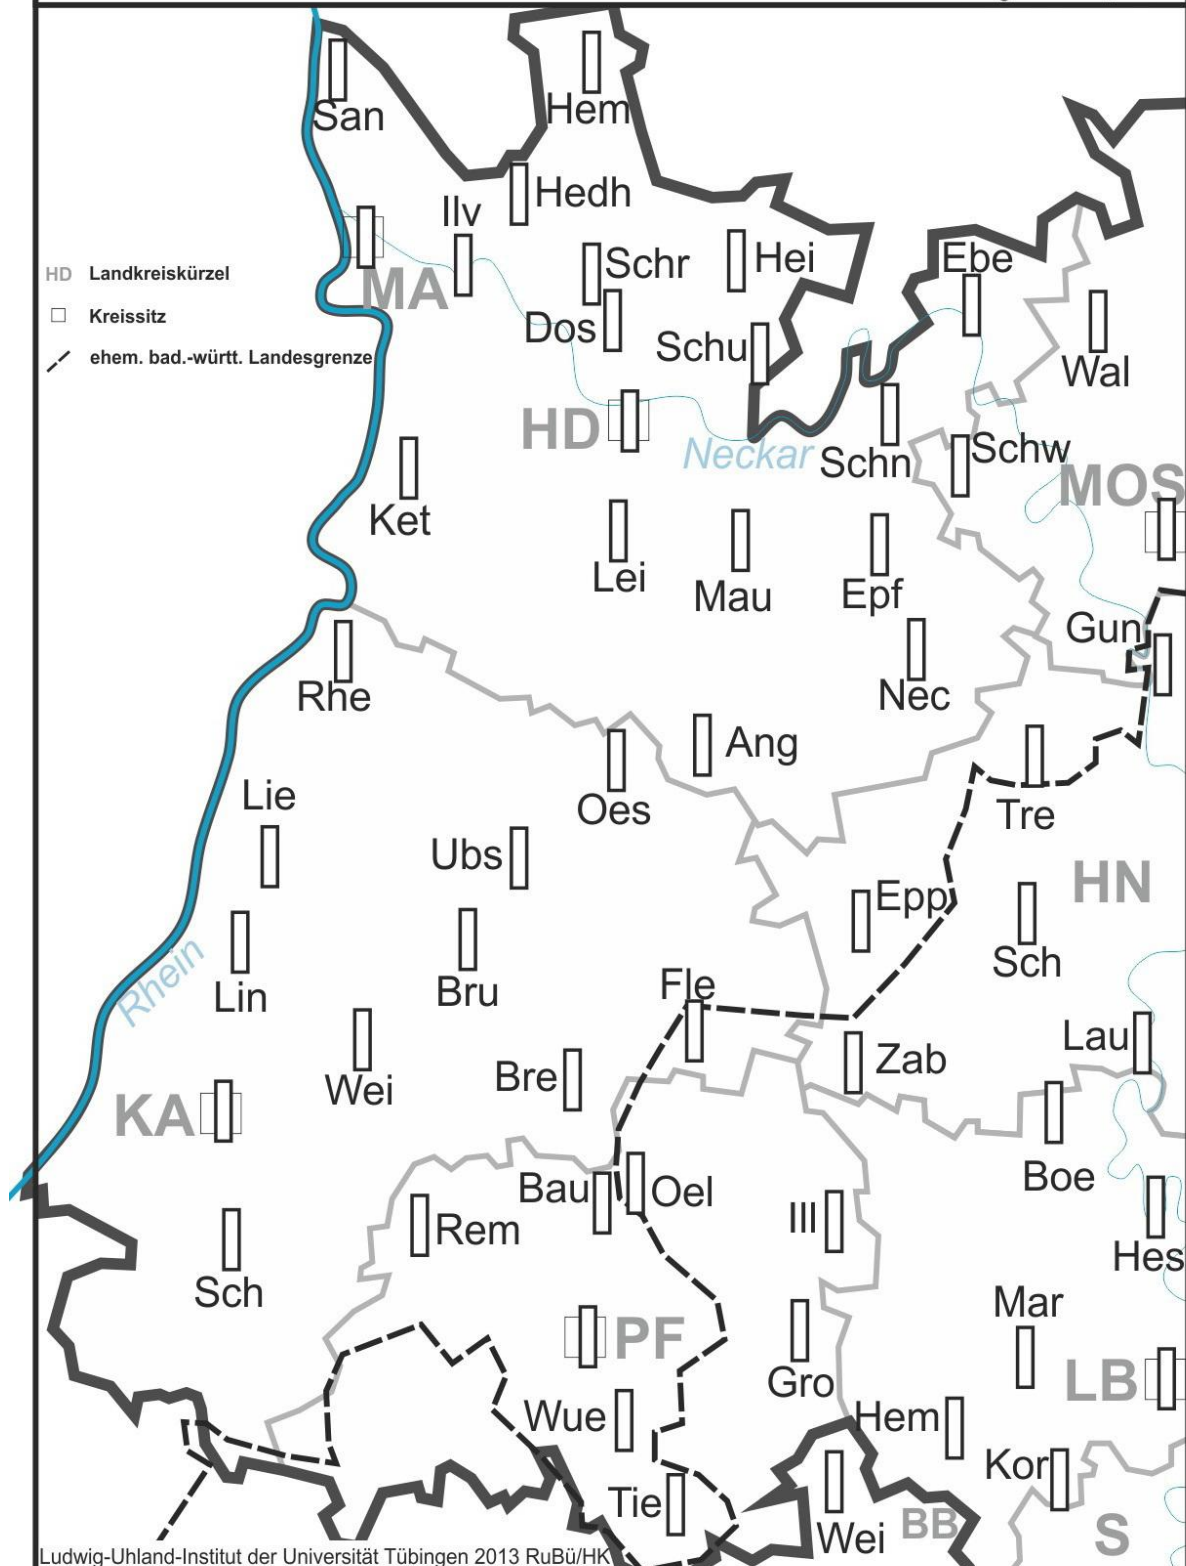 San
Hem
Hedh
Ilv
Schr
Hei
Ebe
HD Landkreiskürzel
MA
Kreissitz
Dos
Schu
ehem. bad.-württ. Landesgrenze
Wal
HD
Neckar
Schn
Schw
MOS
Ket
Lei
Mau
Epf
Gun
Rhe
Nec
Ang
Lie
Oes
Tre
Ubs
HN
Epp
Sch
Rhein
Lin
Bru
Fle
Lau
Zab
Wei
Bre
KA
Boe
Bau
Oel
Ill
Rem
Hes
Sch
Mar
PF
Gro
LB
Wue
Hem
Kor
Tie
Wei
BB
S
Ludwig-Uhland-Institut der Universität Tübingen 2013 RuBü/HK